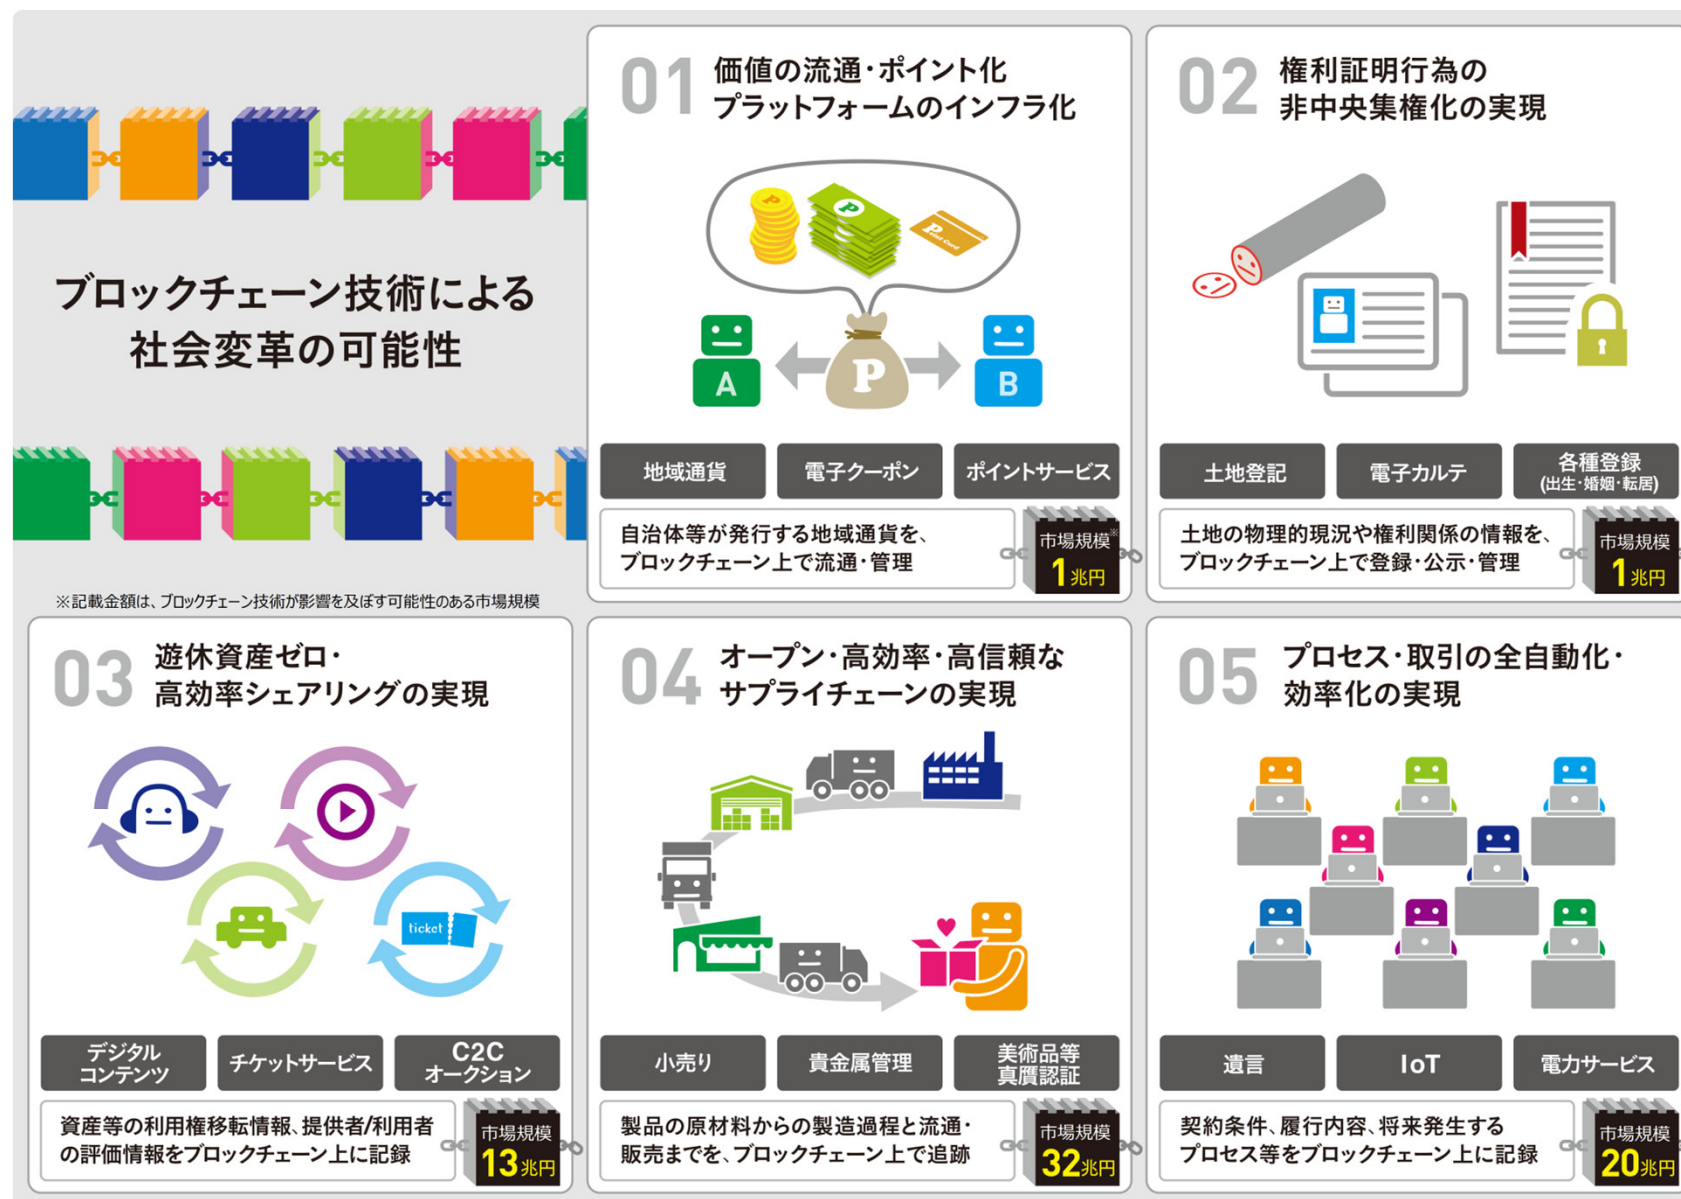 ブロックチェーン技術による
社会変革の可能性
※記載金額は、ブロックチェーン技術が影響を及ぼす可能性のある市場規模
01
価値の流通・ポイント化
プラットフォームのインフラ化
P
P
Point Card
A
P
B
地域通貨
電子クーポン
ポイントサービス
自治体等が発行する地域通貨を、
ブロックチェーン上で流通・管理
市場規模※
1兆円
02
権利証明行為の
非中央集権化の実現
土地登記
電子カルテ
各種登録
(出生・婚姻・転居)
土地の物理的現況や権利関係の情報を、
ブロックチェーン上で登録・公示・管理
市場規模
1兆円
03
遊休資産ゼロ・
高効率シェアリングの実現
ticket
デジタル
コンテンツ
チケットサービス
C2C
オークション
資産等の利用権移転情報、提供者/利用者
の評価情報をブロックチェーン上に記録
市場規模
13兆円
04
オープン・高効率・高信頼な
サプライチェーンの実現
小売り
貴金属管理
美術品等
真贋認証
製品の原材料からの製造過程と流通・
販売までを、ブロックチェーン上で追跡
市場規模
32兆円
05
プロセス・取引の全自動化・
効率化の実現
遺言
IoT
電力サービス
契約条件、履行内容、将来発生する
プロセス等をブロックチェーン上に記録
市場規模
20兆円